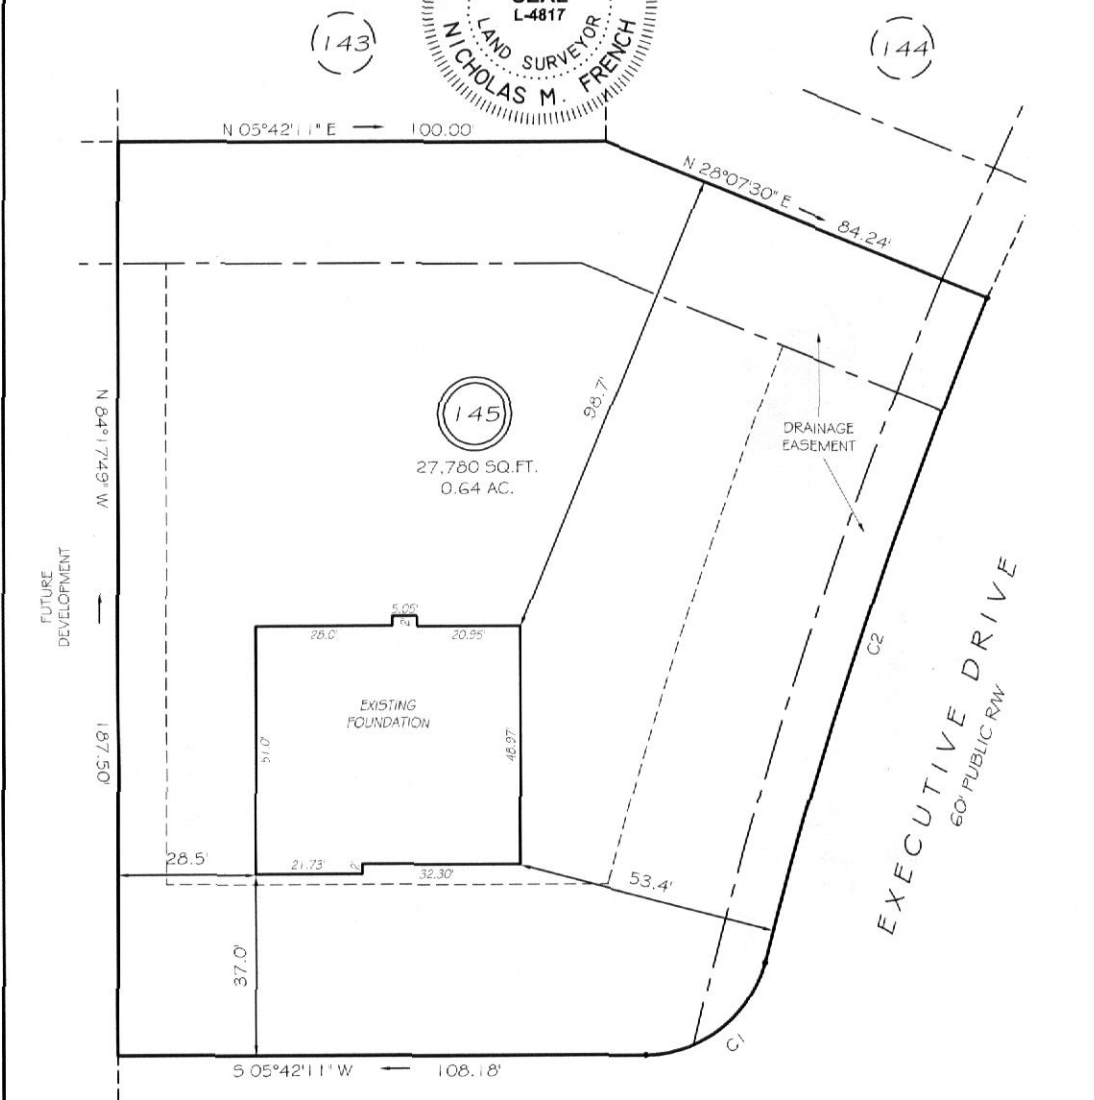 SEAL
L-4817
LAND SURVEYOR
NICHOLAS M. FRENCH
143
144
N 05°42'11" E 100.00'
N 28°07'30" E 84.24'
98.7'
145
27,780 SQ.FT.
0.64 AC.
DRAINAGE
EASEMENT
N 84°17'49" W 187.50'
FUTURE
DEVELOPMENT
5.05'
28.0'
2'
20.95'
EXISTING
FOUNDATION
51.0'
48.97'
C2
EXECUTIVE DRIVE
60' PUBLIC R/W
28.5'
21.73'
2'
32.30'
53.4'
37.0'
C1
S 05°42'11" W 108.18'